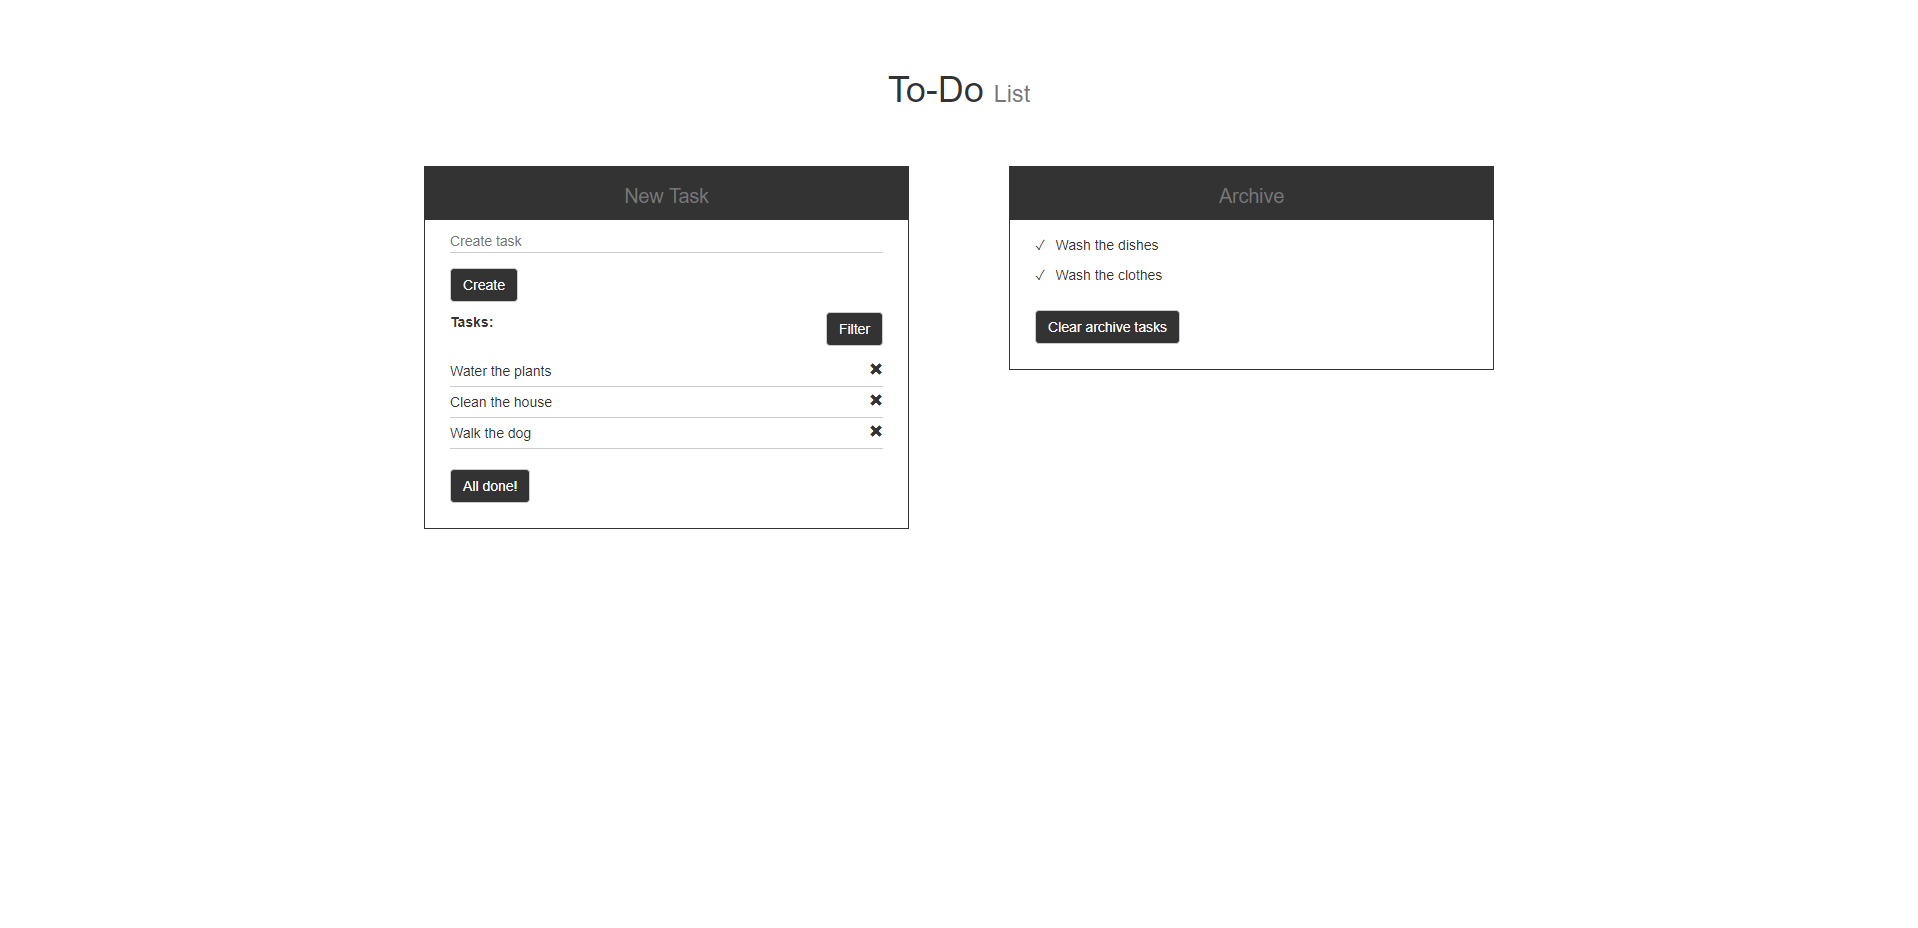 To-Do List
New Task
Create task
Create
Tasks:
Filter
Water the plants
Clean the house
Walk the dog
All done!
Archive
✓ Wash the dishes
✓ Wash the clothes
Clear archive tasks